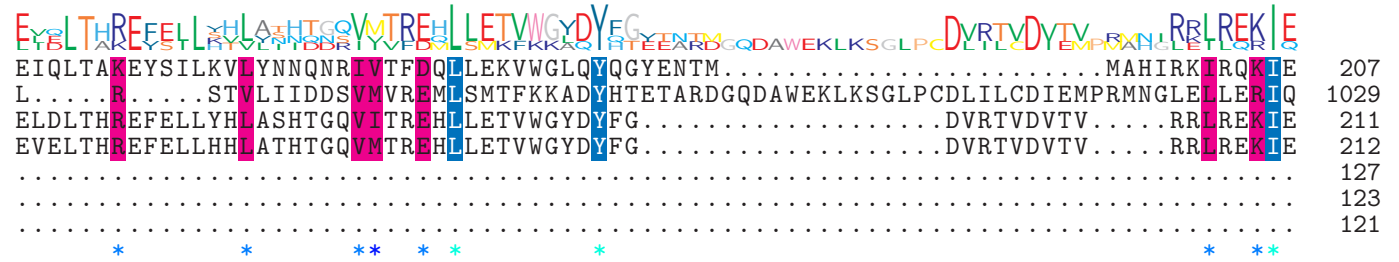 EIQLTAKEYSILKVLYNNQNRIVTFDQLLEKVWGLQYQGYENTM........................MAHIRKIRQKIE 207
L.....R.....STVLIIDDSVMVREMLSMTFKKADYHTETARDGQDAWEKLKSGLPCDLILCDIEMPRMNGLELLERIQ 1029
ELDLTHREFELLYHLASHTGQVITREHLLETVWGYDYFG...................DVRTVDVTV.....RRLREKIE 211
EVELTHREFELLHHLATHTGQVMTREHLLETVWGYDYFG...................DVRTVDVTV.....RRLREKIE 212
................................................................................ 127
................................................................................ 123
................................................................................ 121
* * ** * * * * **